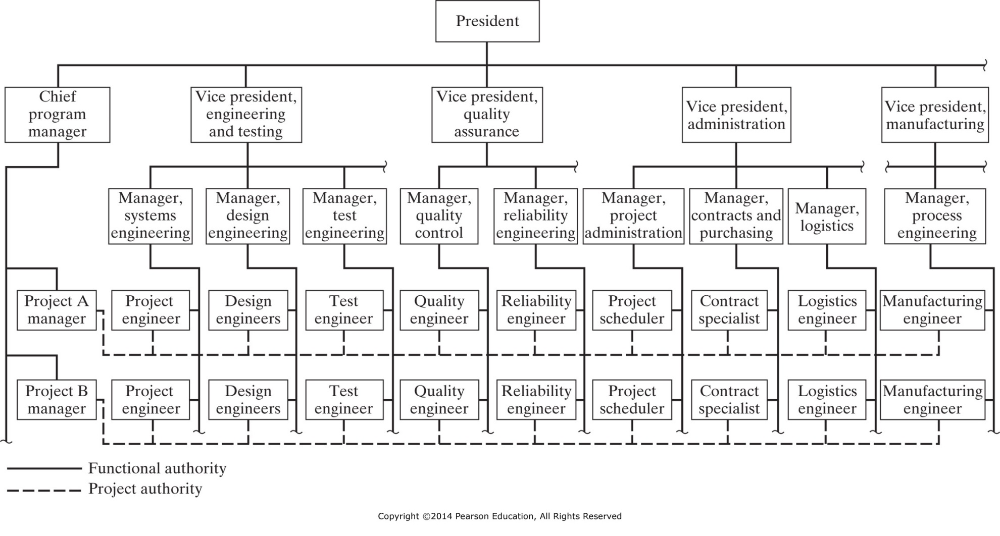 President
Chief
program
manager
Vice president,
engineering
and testing
Vice president,
quality
assurance
Vice president,
administration
Vice president,
manufacturing
Manager,
systems
engineering
Manager,
design
engineering
Manager,
test
engineering
Manager,
quality
control
Manager,
reliability
engineering
Manager,
project
administration
Manager,
contracts and
purchasing
Manager,
logistics
Manager,
process
engineering
Project A
manager
Project
engineer
Design
engineers
Test
engineer
Quality
engineer
Reliability
engineer
Project
scheduler
Contract
specialist
Logistics
engineer
Manufacturing
engineer
Project B
manager
Project
engineer
Design
engineers
Test
engineer
Quality
engineer
Reliability
engineer
Project
scheduler
Contract
specialist
Logistics
engineer
Manufacturing
engineer
Functional authority
Project authority
Copyright ©2014 Pearson Education, All Rights Reserved